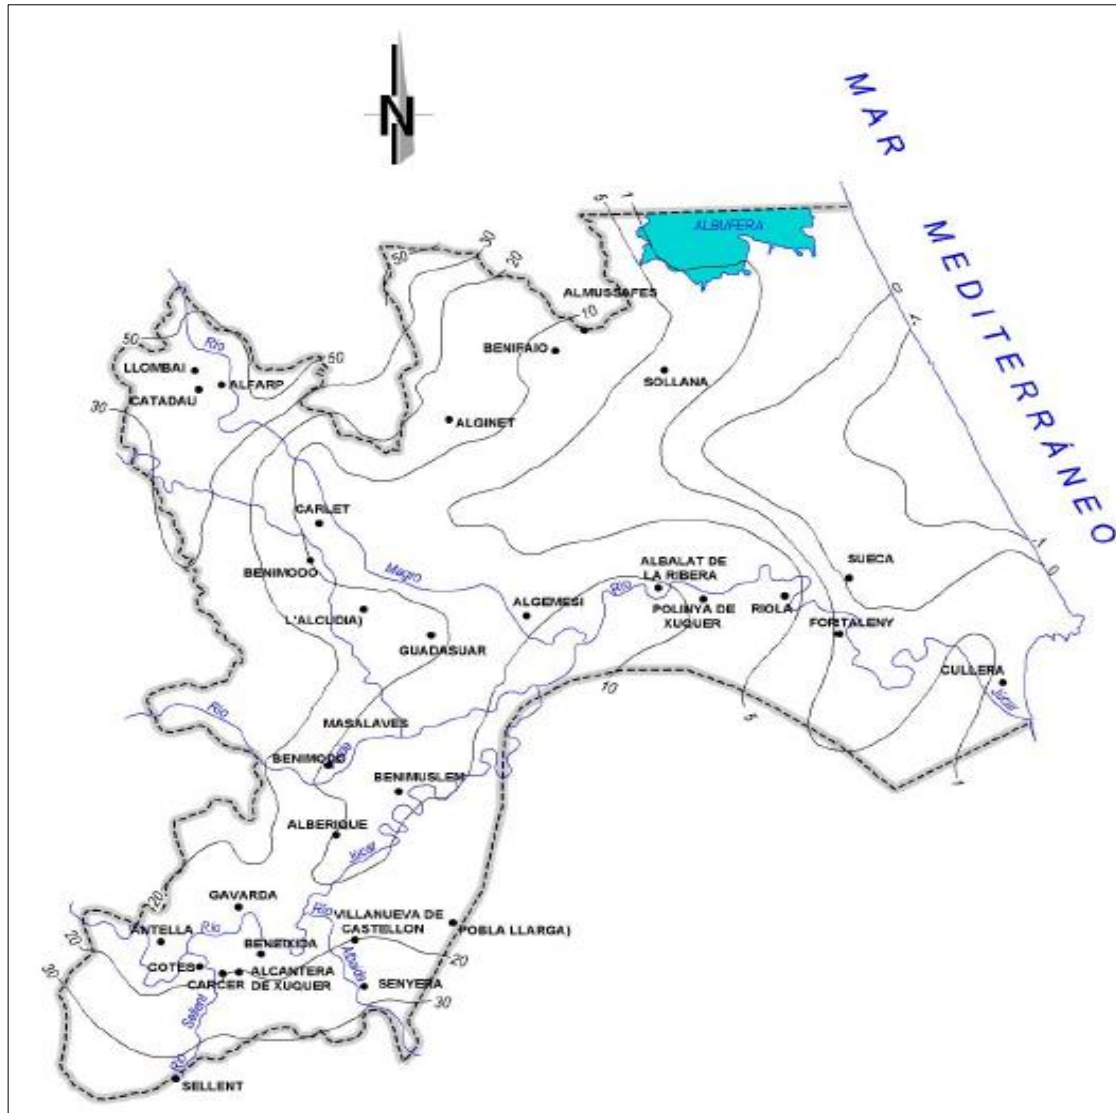 N
MAR
MEDITERRÁNEO
ALBUFERA
5
1
30
50
20
ALMUSSAFES
10
BENIFAIO
50
Río
LLOMBAI
ALFARP
50
CATADAU
30
SOLLANA
0
ALGINET
CARLET
BENIMODO
Magro
ALBALAT DE
LA RIBERA
SUECA
0
Río
L'ALCUDIA)
ALGEMESI
POLINYA DE
XUQUER
RIOLA
FORTALENY
GUADASUAR
CULLERA
Júcar
10
5
Río
MASALAVES
BENIMODO
BENIMUSLEM
1
ALBERIQUE
Júcar
20
GAVARDA
Río
VILLANUEVA DE
CASTELLON
POBLA LLARGA)
ANTELLA
Río
20
BENEIXIDA
20
COTES
CARCER
ALCANTERA
DE XUQUER
Albaida
SENYERA
30
30
Sellent
Río
SELLENT